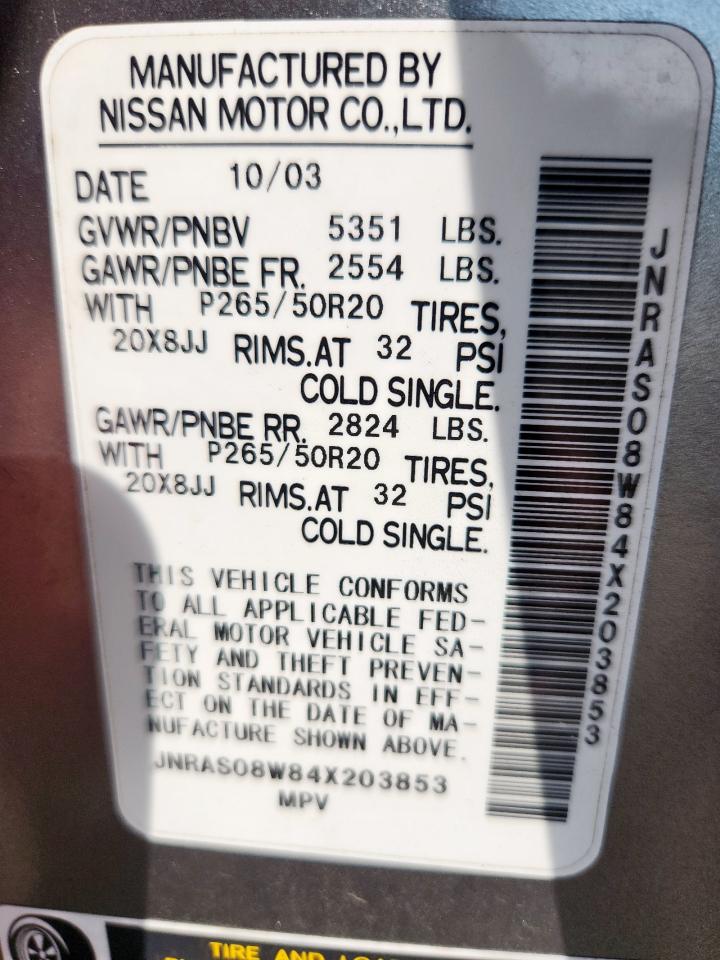 MANUFACTURED BY
NISSAN MOTOR CO.,LTD.
DATE 10/03
GVWR/PNBV 5351 LBS.
GAWR/PNBE FR. 2554 LBS.
WITH P265/50R20 TIRES,
20X8JJ RIMS.AT 32 PSI
COLD SINGLE.
GAWR/PNBE RR. 2824 LBS.
WITH P265/50R20 TIRES,
20X8JJ RIMS.AT 32 PSI
COLD SINGLE.
THIS VEHICLE CONFORMS
TO ALL APPLICABLE FED-
ERAL MOTOR VEHICLE SA-
FETY AND THEFT PREVEN-
TION STANDARDS IN EFF-
ECT ON THE DATE OF MA-
NUFACTURE SHOWN ABOVE.
JNRAS08W84X203853
MPV
JNRAS08W84X203853
TIRE AND